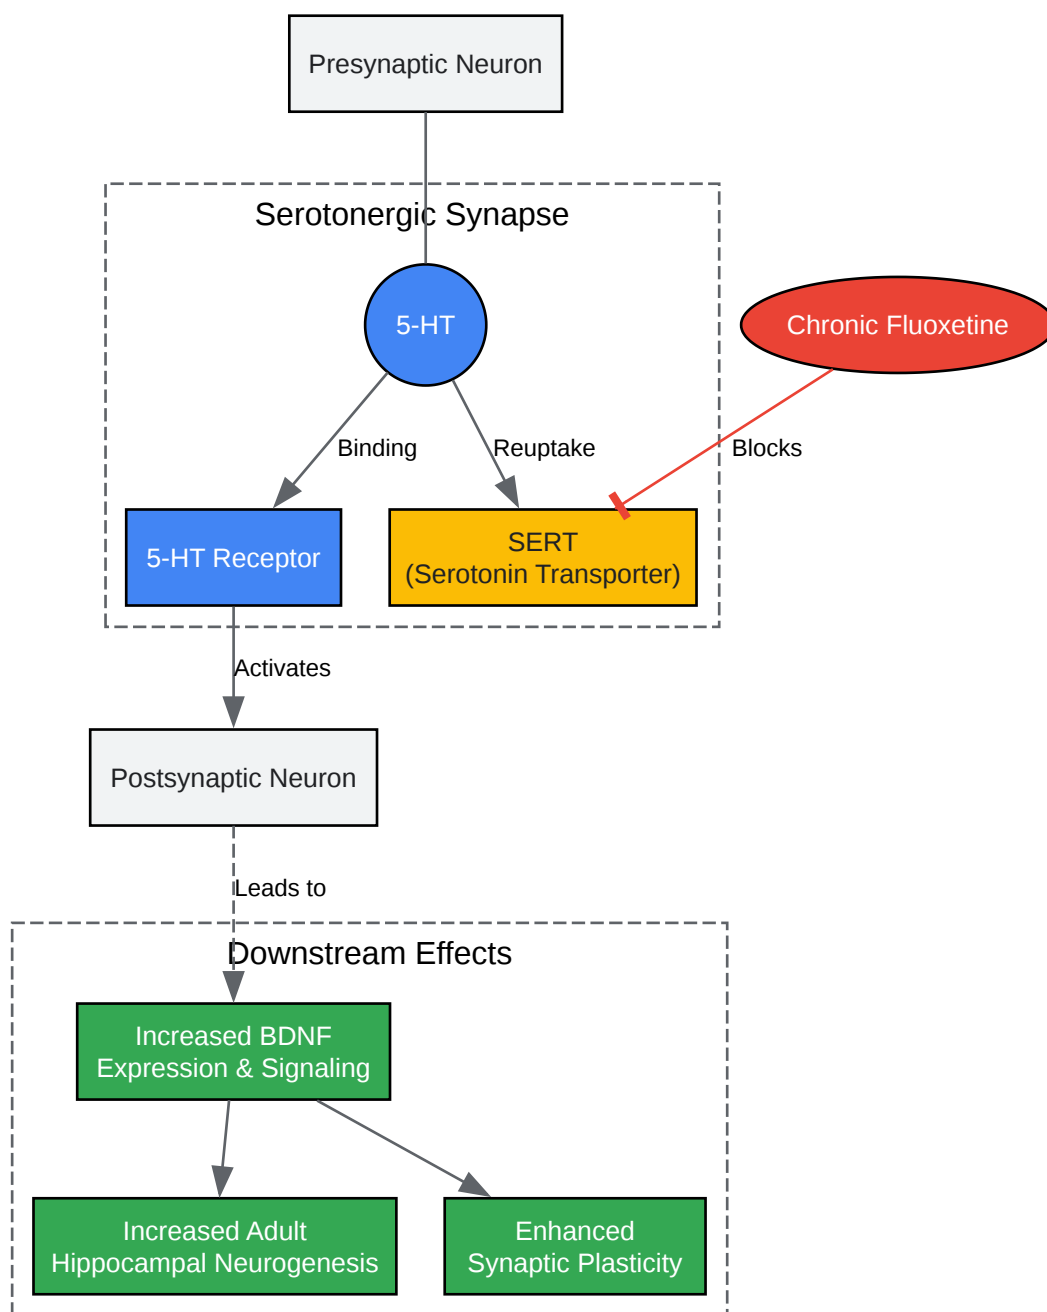 Presynaptic Neuron
Serotonergic Synapse
5-HT
Chronic Fluoxetine
Binding
Reuptake
Blocks
5-HT Receptor
SERT
(Serotonin Transporter)
Activates
Postsynaptic Neuron
Leads to
Downstream Effects
Increased BDNF
Expression & Signaling
Increased Adult
Hippocampal Neurogenesis
Enhanced
Synaptic Plasticity